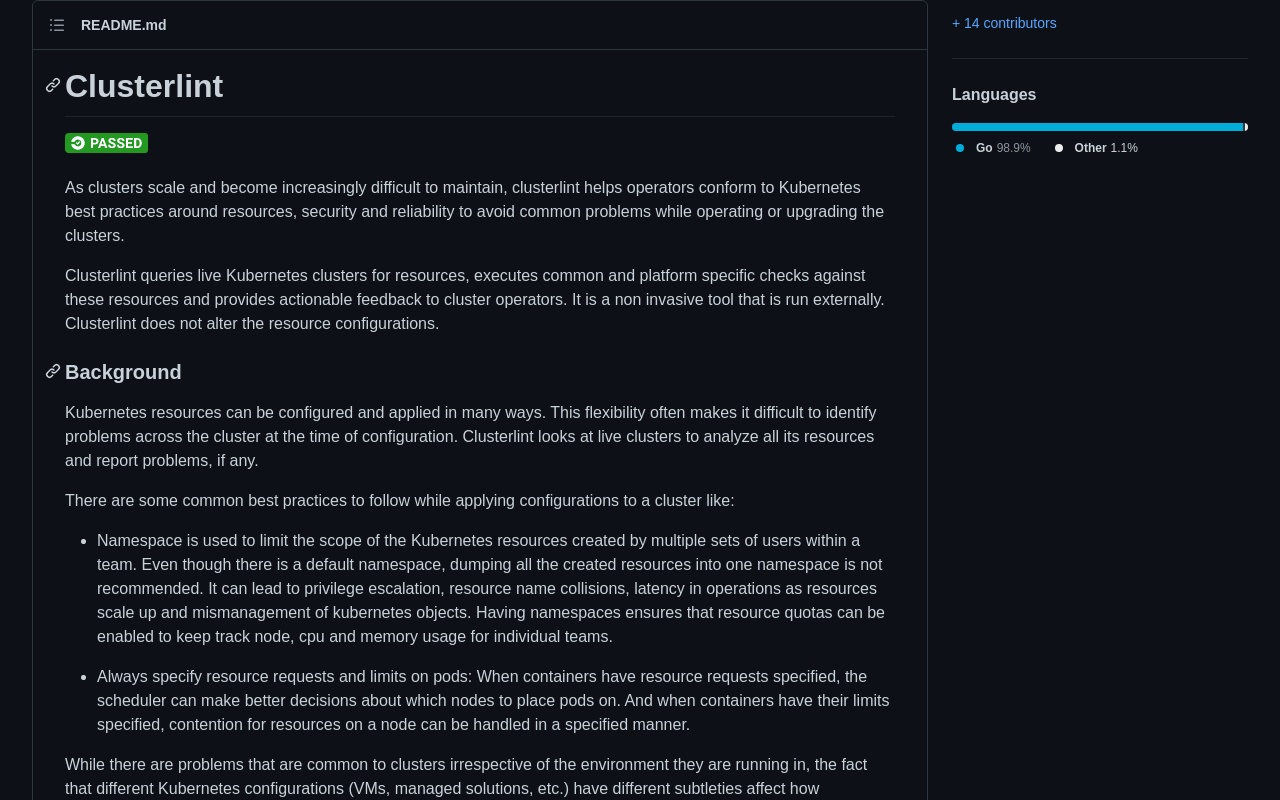 README.md
Clusterlint
PASSED
As clusters scale and become increasingly difficult to maintain, clusterlint helps operators conform to Kubernetes
best practices around resources, security and reliability to avoid common problems while operating or upgrading the
clusters.
Clusterlint queries live Kubernetes clusters for resources, executes common and platform specific checks against
these resources and provides actionable feedback to cluster operators. It is a non invasive tool that is run externally.
Clusterlint does not alter the resource configurations.
Background
Kubernetes resources can be configured and applied in many ways. This flexibility often makes it difficult to identify
problems across the cluster at the time of configuration. Clusterlint looks at live clusters to analyze all its resources
and report problems, if any.
There are some common best practices to follow while applying configurations to a cluster like:
• Namespace is used to limit the scope of the Kubernetes resources created by multiple sets of users within a
team. Even though there is a default namespace, dumping all the created resources into one namespace is not
recommended. It can lead to privilege escalation, resource name collisions, latency in operations as resources
scale up and mismanagement of kubernetes objects. Having namespaces ensures that resource quotas can be
enabled to keep track node, cpu and memory usage for individual teams.
• Always specify resource requests and limits on pods: When containers have resource requests specified, the
scheduler can make better decisions about which nodes to place pods on. And when containers have their limits
specified, contention for resources on a node can be handled in a specified manner.
While there are problems that are common to clusters irrespective of the environment they are running in, the fact
that different Kubernetes configurations (VMs, managed solutions, etc.) have different subtleties affect how
+ 14 contributors
Languages
Go 98.9% Other 1.1%